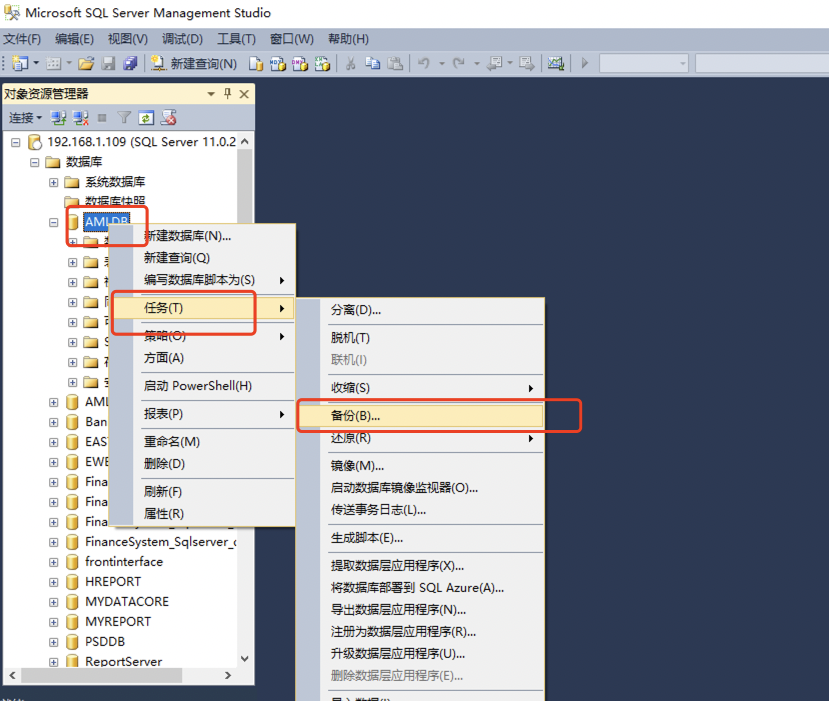 Microsoft SQL Server Management Studio
文件(F) 编辑(E) 视图(V) 调试(D) 工具(T) 窗口(W) 帮助(H)
新建查询(N)
对象资源管理器
连接
192.168.1.109 (SQL Server 11.0.2
数据库
系统数据库
数据库快照
AMLDB
新建数据库(N)...
新建查询(Q)
编写数据库脚本为(S)
任务(T)
策略(O)
方面(A)
启动 PowerShell(H)
报表(P)
重命名(M)
删除(D)
刷新(F)
属性(R)
分离(D)...
脱机(T)
联机(I)
收缩(S)
备份(B)...
还原(R)
镜像(M)...
启动数据库镜像监视器(O)...
传送事务日志(L)...
生成脚本(E)...
提取数据层应用程序(X)...
将数据库部署到 SQL Azure(A)...
导出数据层应用程序(N)...
注册为数据层应用程序(R)...
升级数据层应用程序(U)...
删除数据层应用程序(E)...
AML
Ban
EAS
EWE
Fina
Fina
FinanceSystem_Sqlserver_
frontinterface
HREPORT
MYDATACORE
MYREPORT
PSDDB
ReportServer